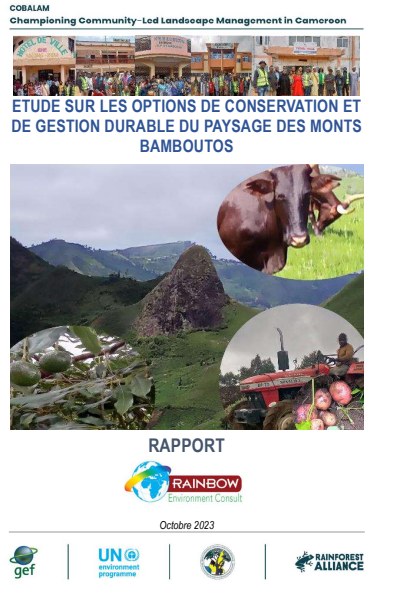 COBALAM
Championing Community-Led Landscape Management in Cameroon
HOTEL DE VILLE
ETUDE SUR LES OPTIONS DE CONSERVATION ET
DE GESTION DURABLE DU PAYSAGE DES MONTS
BAMBOUTOS
RAPPORT
RAINBOW
Environment Consult
Octobre 2023
gef
UN
environment
programme
RAINFOREST
ALLIANCE